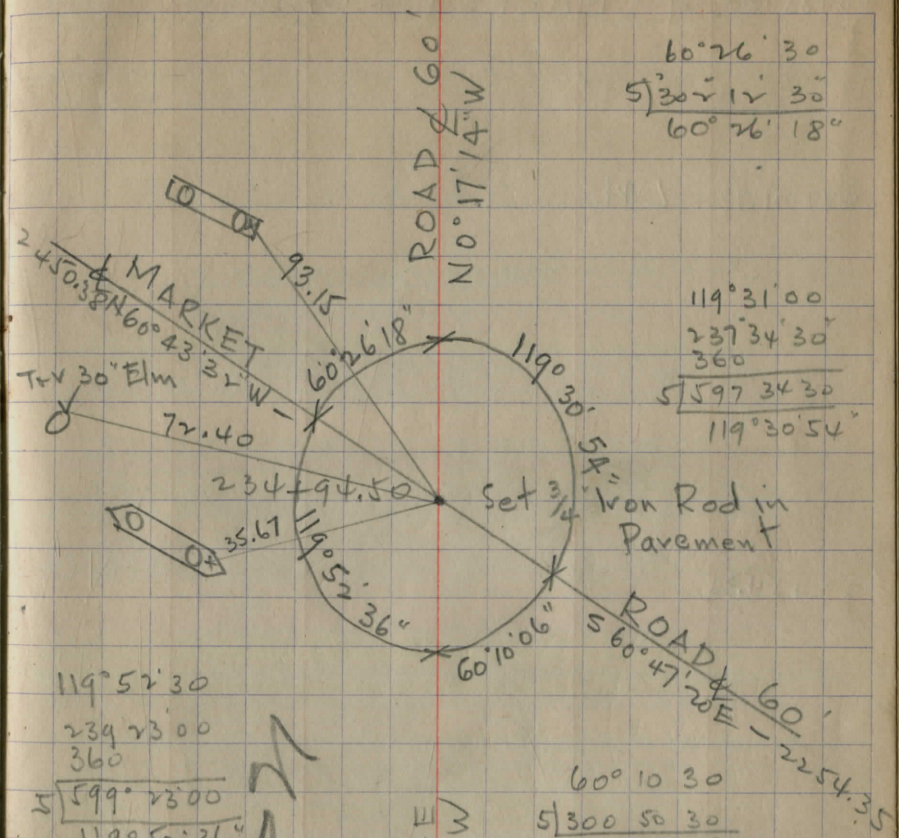 60° 26' 30
5)302 12' 30"
60° 26' 18"
ROAD ℄ 60'
N 0° 17' 14" W
93.15
℄ MARKET
2450.38 N 60° 43' 32" W -
60° 26' 18"
119° 30' 54"
119° 31' 00
237° 34' 30"
360
5)597 34 30
119° 30' 54"
30" Elm
72.40
234+94.50
Set 3/4" Iron Rod in
Pavement
35.67
119° 52' 36"
60° 10' 06"
ROAD ℄ 60'
S 60° 47' 20 E - 2254.35
119° 52' 30
239 23' 00
360
5)599° 23' 00
60° 10 30
5)300 50 30